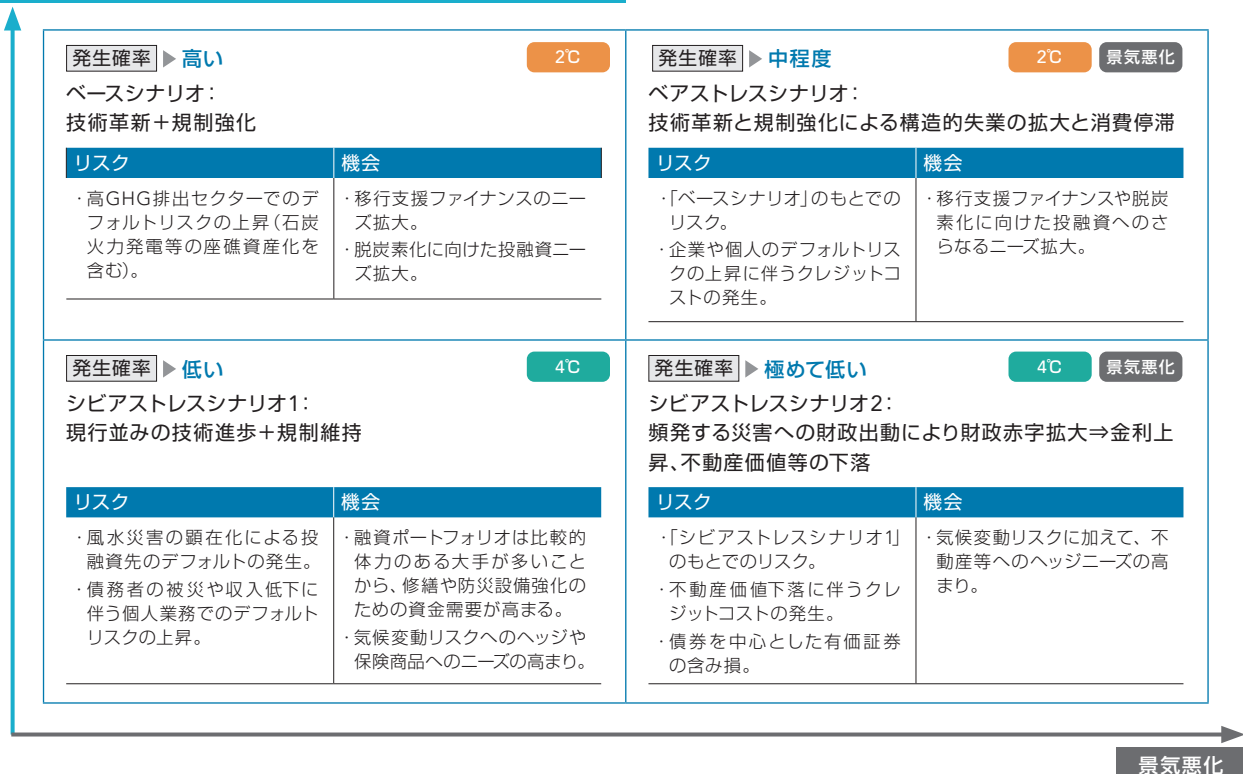 発生確率 ▶ 高い
2℃
ベースシナリオ：
技術革新＋規制強化
リスク
機会
・高GHG排出セクターでのデ
フォルトリスクの上昇（石炭
火力発電等の座礁資産化を
含む）。
・移行支援ファイナンスのニー
ズ拡大。
・脱炭素化に向けた投融資ニー
ズ拡大。
発生確率 ▶ 中程度
2℃
景気悪化
ベアストレスシナリオ：
技術革新と規制強化による構造的失業の拡大と消費停滞
リスク
機会
・「ベースシナリオ」のもとでの
リスク。
・企業や個人のデフォルトリス
クの上昇に伴うクレジットコ
ストの発生。
・移行支援ファイナンスや脱炭
素化に向けた投融資へのさ
らなるニーズ拡大。
発生確率 ▶ 低い
4℃
シビアストレスシナリオ1：
現行並みの技術進歩＋規制維持
リスク
機会
・風水災害の顕在化による投
融資先のデフォルトの発生。
・債務者の被災や収入低下に
伴う個人業務でのデフォルト
リスクの上昇。
・融資ポートフォリオは比較的
体力のある大手が多いこと
から、修繕や防災設備強化の
ための資金需要が高まる。
・気候変動リスクへのヘッジや
保険商品へのニーズの高まり。
発生確率 ▶ 極めて低い
4℃
景気悪化
シビアストレスシナリオ2：
頻発する災害への財政出動により財政赤字拡大⇒金利上
昇、不動産価値等の下落
リスク
機会
・「シビアストレスシナリオ1」
のもとでのリスク。
・不動産価値下落に伴うクレ
ジットコストの発生。
・債券を中心とした有価証券
の含み損。
・気候変動リスクに加えて、不
動産等へのヘッジニーズの高
まり。
景気悪化